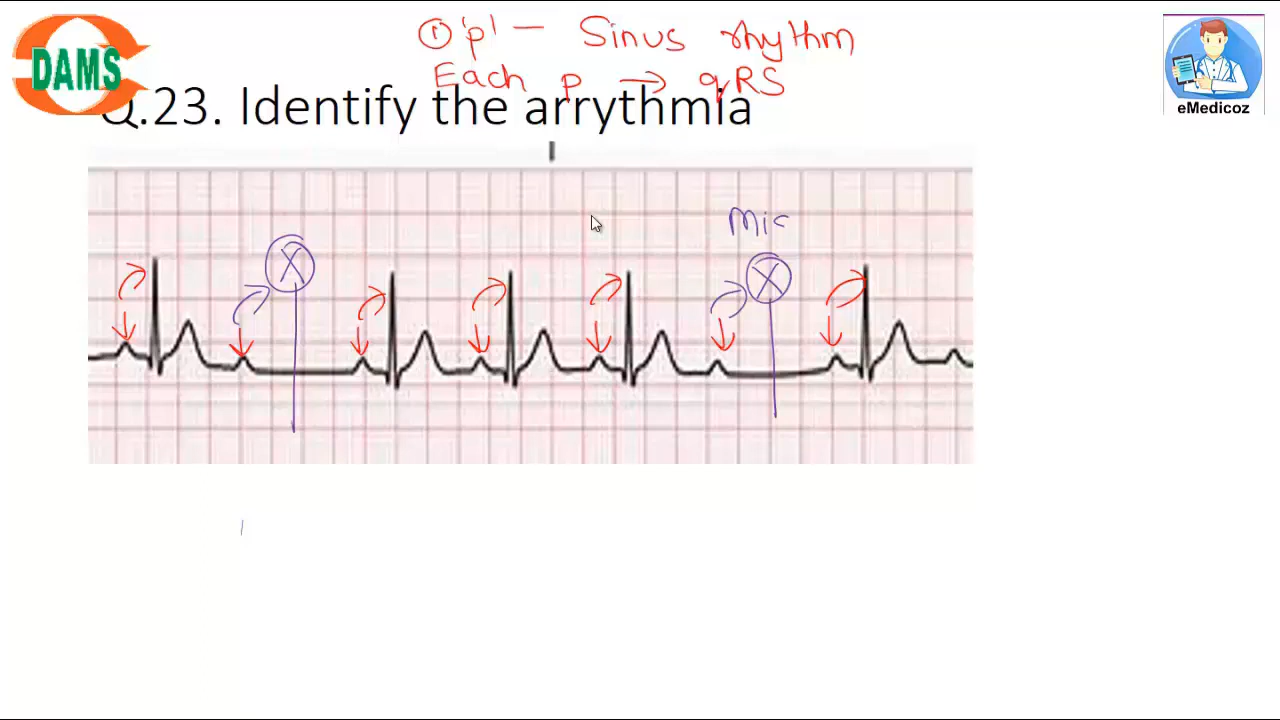 ① 'p' — Sinus rhythm
DAMS
Each p → qRS
eMedicoz
Q.23. Identify the arrythmia
Mis
X
X